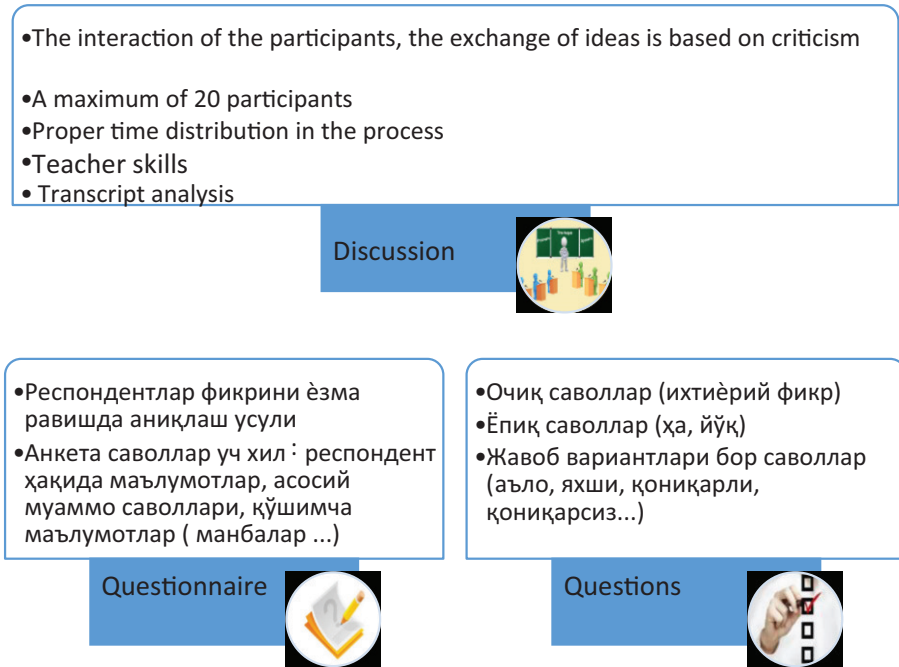 •The interaction of the participants, the exchange of ideas is based on criticism
•A maximum of 20 participants
•Proper time distribution in the process
•Teacher skills
• Transcript analysis
Discussion
•Респондентлар фикрини ѐзма
равишда аниқлаш усули
•Анкета саволлар уч хил : респондент
ҳақида маълумотлар, асосий
муаммо саволлари, қўшимча
маълумотлар ( манбалар ...)
Questionnaire
•Очиқ саволлар (ихтиѐрий фикр)
•Ёпиқ саволлар (ҳа, йўқ)
•Жавоб вариантлари бор саволлар
(аъло, яхши, қониқарли,
қониқарсиз...)
Questions